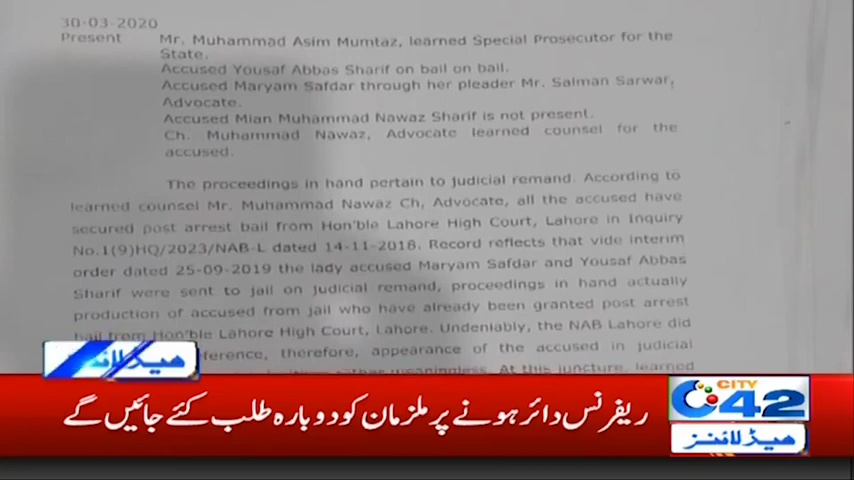 30-03-2020
Present Mr. Muhammad Asim Mumtaz, learned Special Prosecutor for the
State.
Accused Yousaf Abbas Sharif on bail on bail.
Accused Maryam Safdar through her pleader Mr. Salman Sarwar,
Advocate.
Accused Mian Muhammad Nawaz Sharif is not present.
Ch. Muhammad Nawaz, Advocate learned counsel for the
accused.
The proceedings in hand pertain to judicial remand. According to
learned counsel Mr. Muhammad Nawaz Ch, Advocate, all the accused have
secured post arrest bail from Hon'ble Lahore High Court, Lahore in Inquiry
No.1(9)HQ/2023/NAB-L dated 14-11-2018. Record reflects that vide interim
order dated 25-09-2019 the lady accused Maryam Safdar and Yousaf Abbas
Sharif were sent to jail on judicial remand, proceedings in hand actually
production of accused from jail who have already been granted post arrest
bail from Hon'ble Lahore High Court, Lahore. Undeniably, the NAB Lahore did
therefore, appearance of the accused in judicial
rather meaningless. At this juncture, learned
ہیڈلائنز
ریفرنس دائر ہونے پر ملزمان کو دوبارہ طلب کئے جائیں گے
CITY
42
ہیڈلائنز